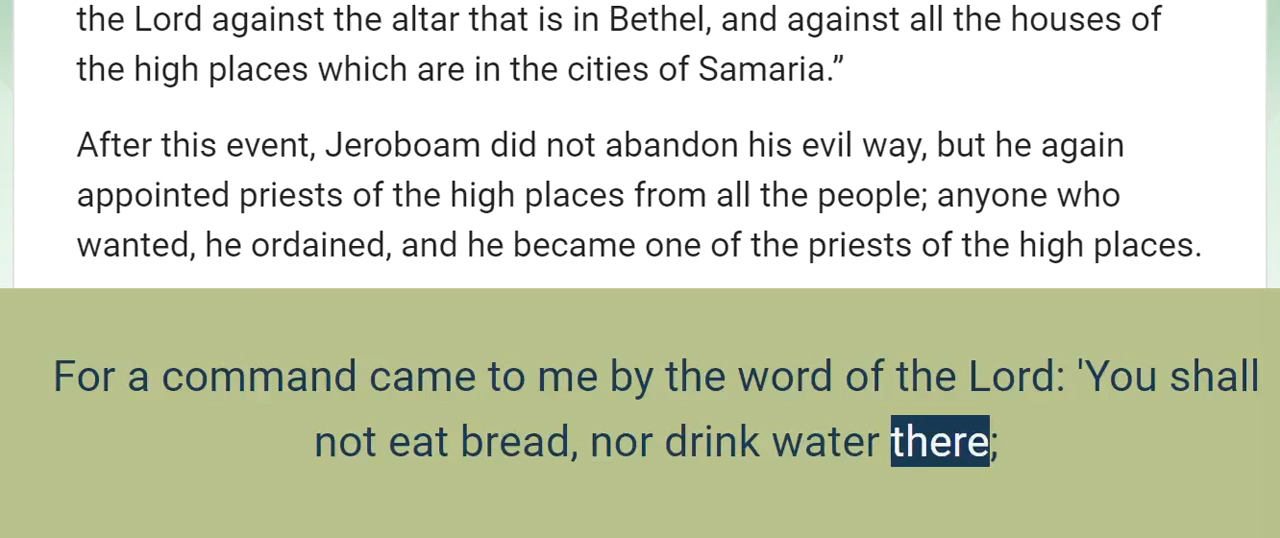 the Lord against the altar that is in Bethel, and against all the houses of
the high places which are in the cities of Samaria.”
After this event, Jeroboam did not abandon his evil way, but he again
appointed priests of the high places from all the people; anyone who
wanted, he ordained, and he became one of the priests of the high places.
For a command came to me by the word of the Lord: 'You shall
not eat bread, nor drink water there;